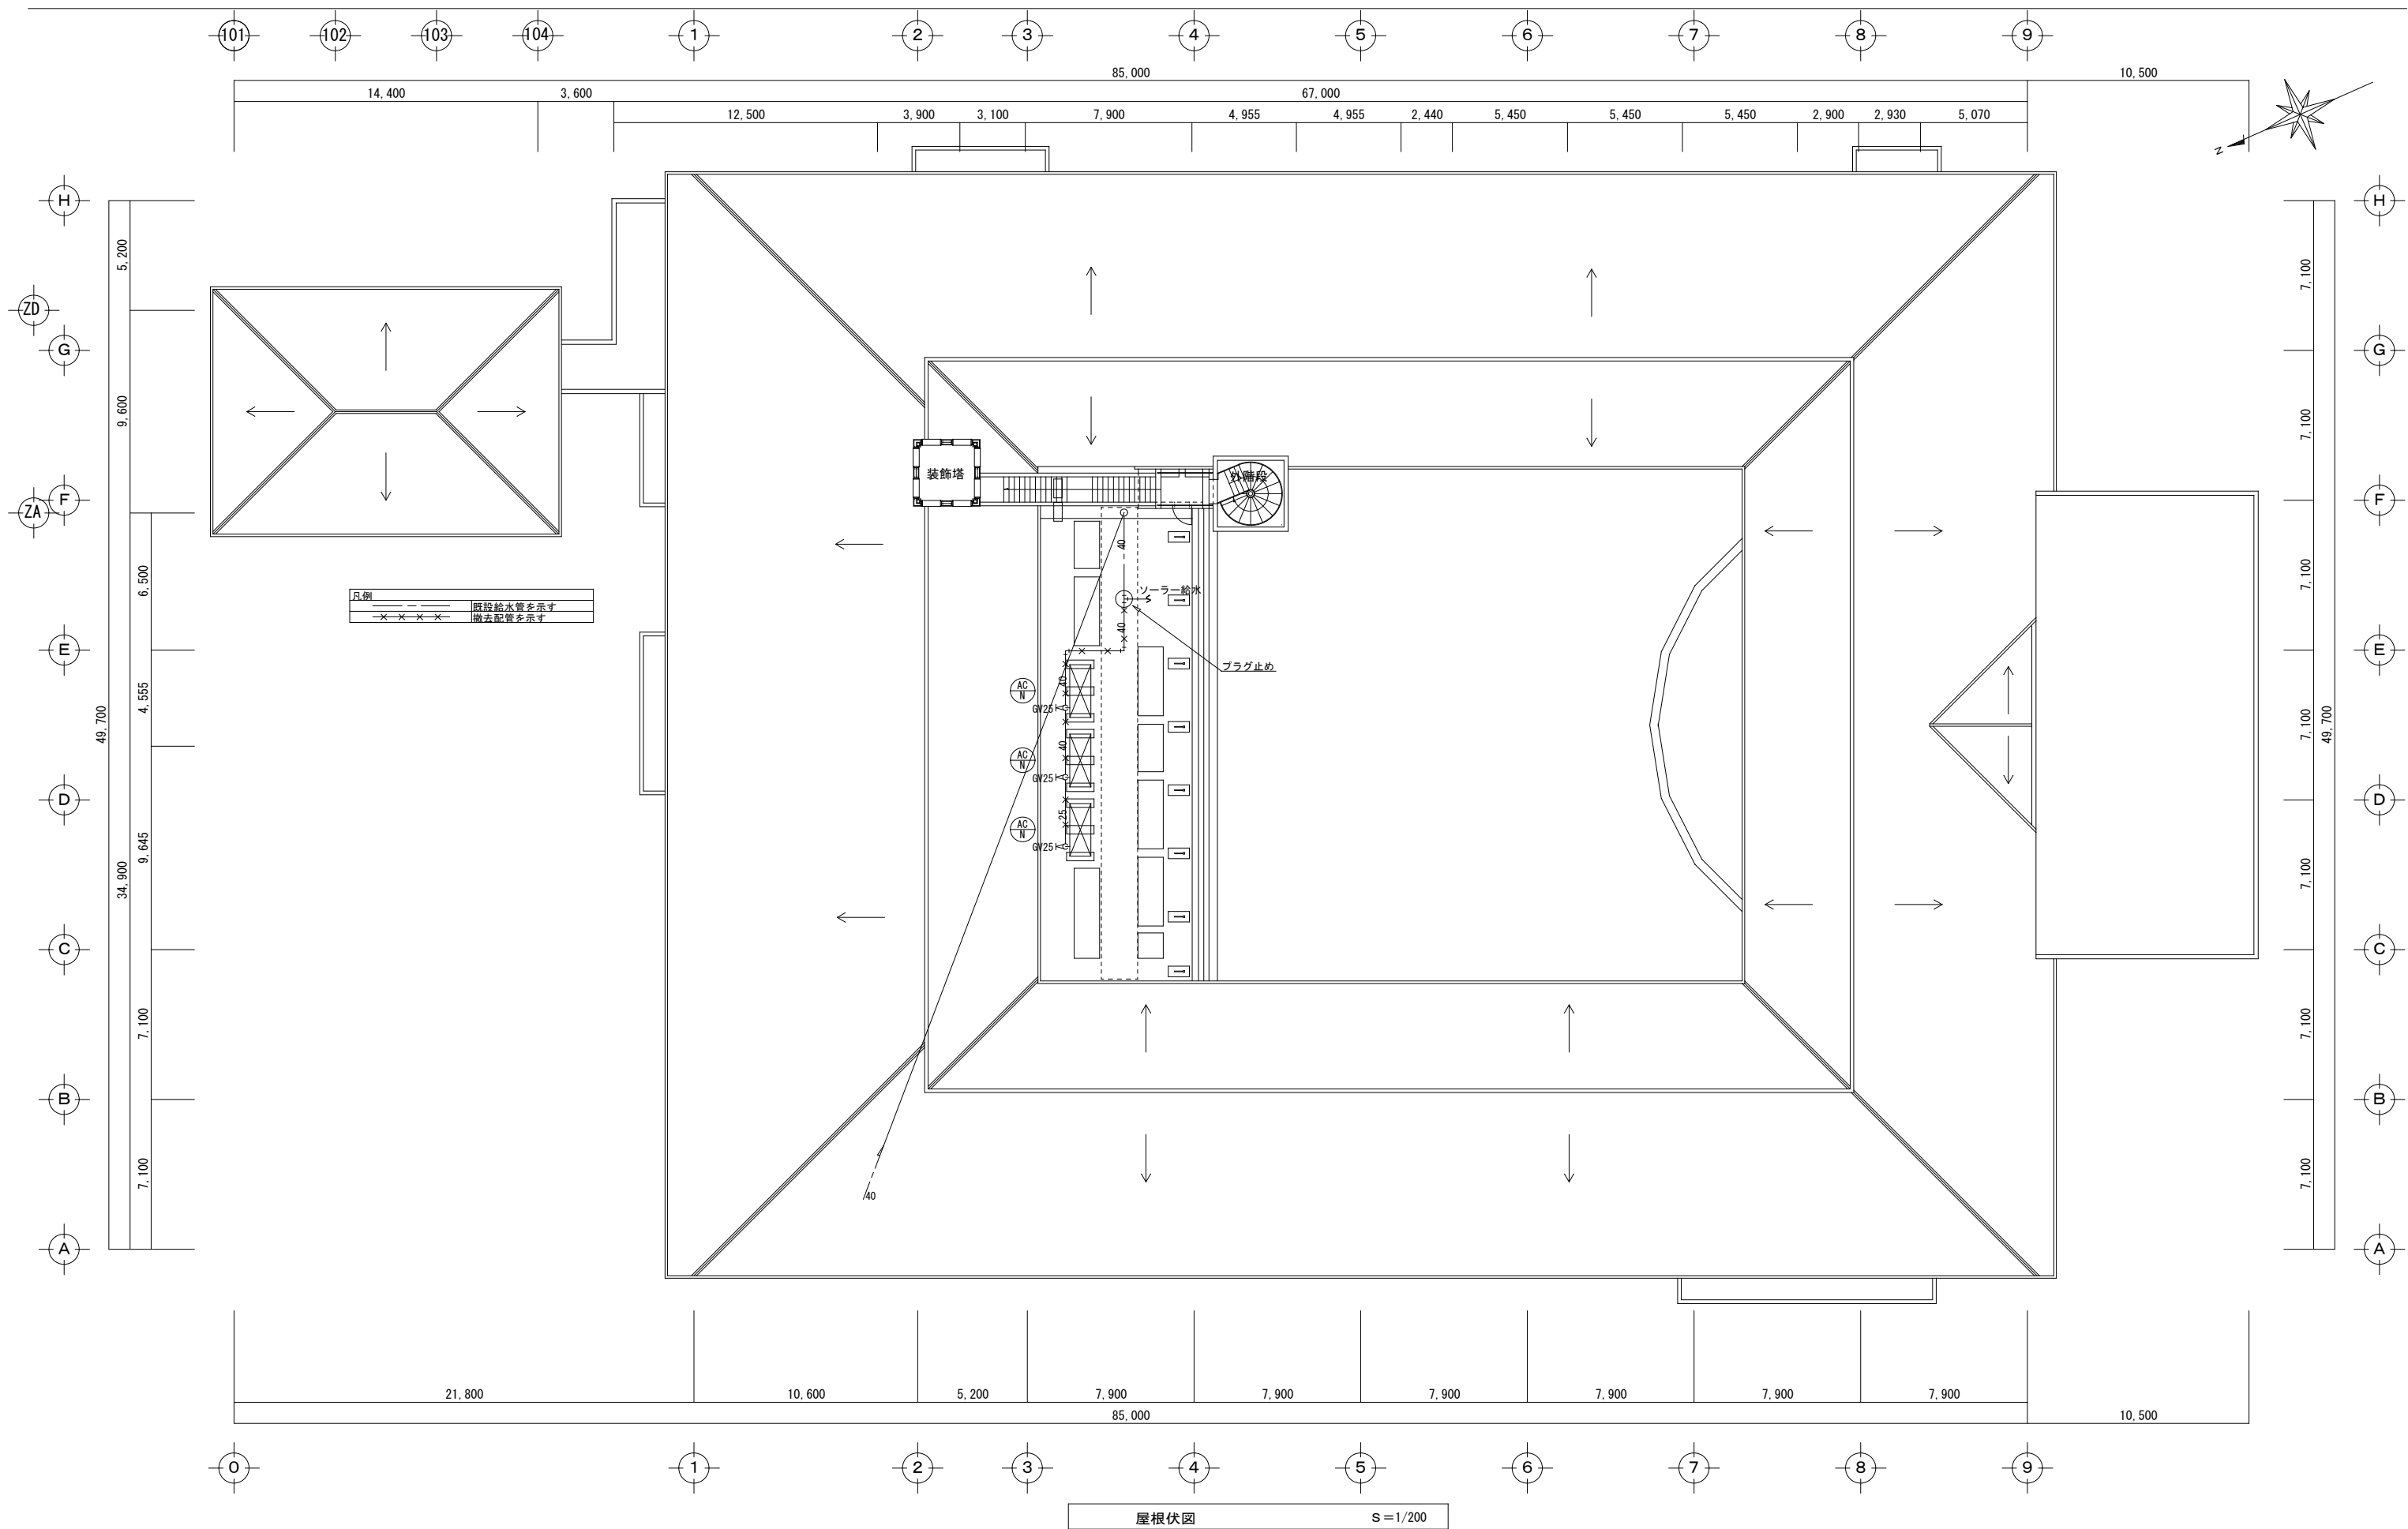 101 102 103 104 1 2 3 4 5 6 7 8 9
85,000 10,500
14,400 3,600 67,000
12,500 3,900 3,100 7,900 4,955 4,955 2,440 5,450 5,450 5,450 2,900 2,930 5,070
N
H
H
5,200
7,100
ZD
G
G
9,600
7,100
装飾塔
外階段
F
F
ZA
40
6,500
7,100
凡例
既設給水管を示す
撤去配管を示す
ソーラー給水
40
E
E
プラグ止め
40
AC
N
GV25
4,555
49,700
7,100
49,700
40
AC
N
GV25
D
D
25
AC
N
GV25
9,645
34,900
7,100
C
C
7,100
7,100
B
B
7,100
7,100
40
A
A
21,800 10,600 5,200 7,900 7,900 7,900 7,900 7,900 7,900
85,000 10,500
0 1 2 3 4 5 6 7 8 9
屋根伏図 S=1/200